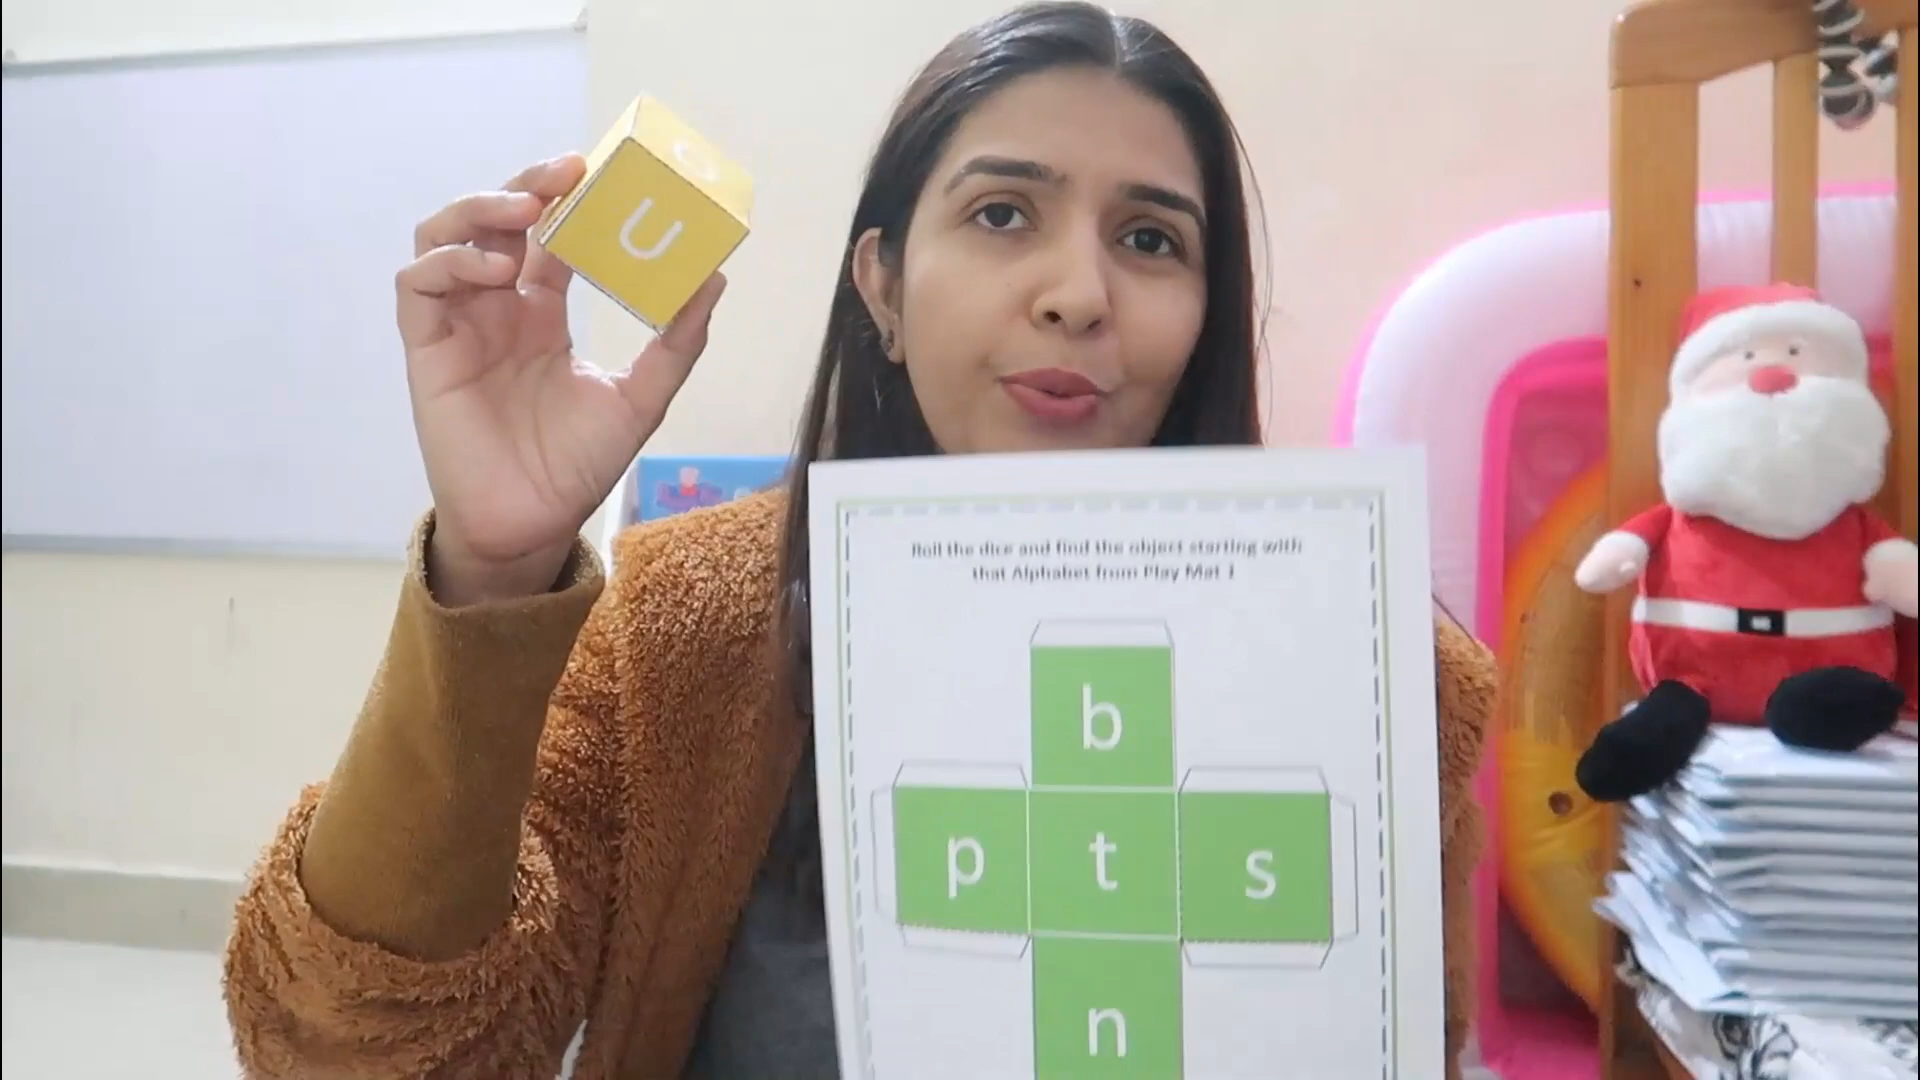 U
Roll the dice and find the object starting with
that Alphabet from Play Mat 1
b
p t s
n